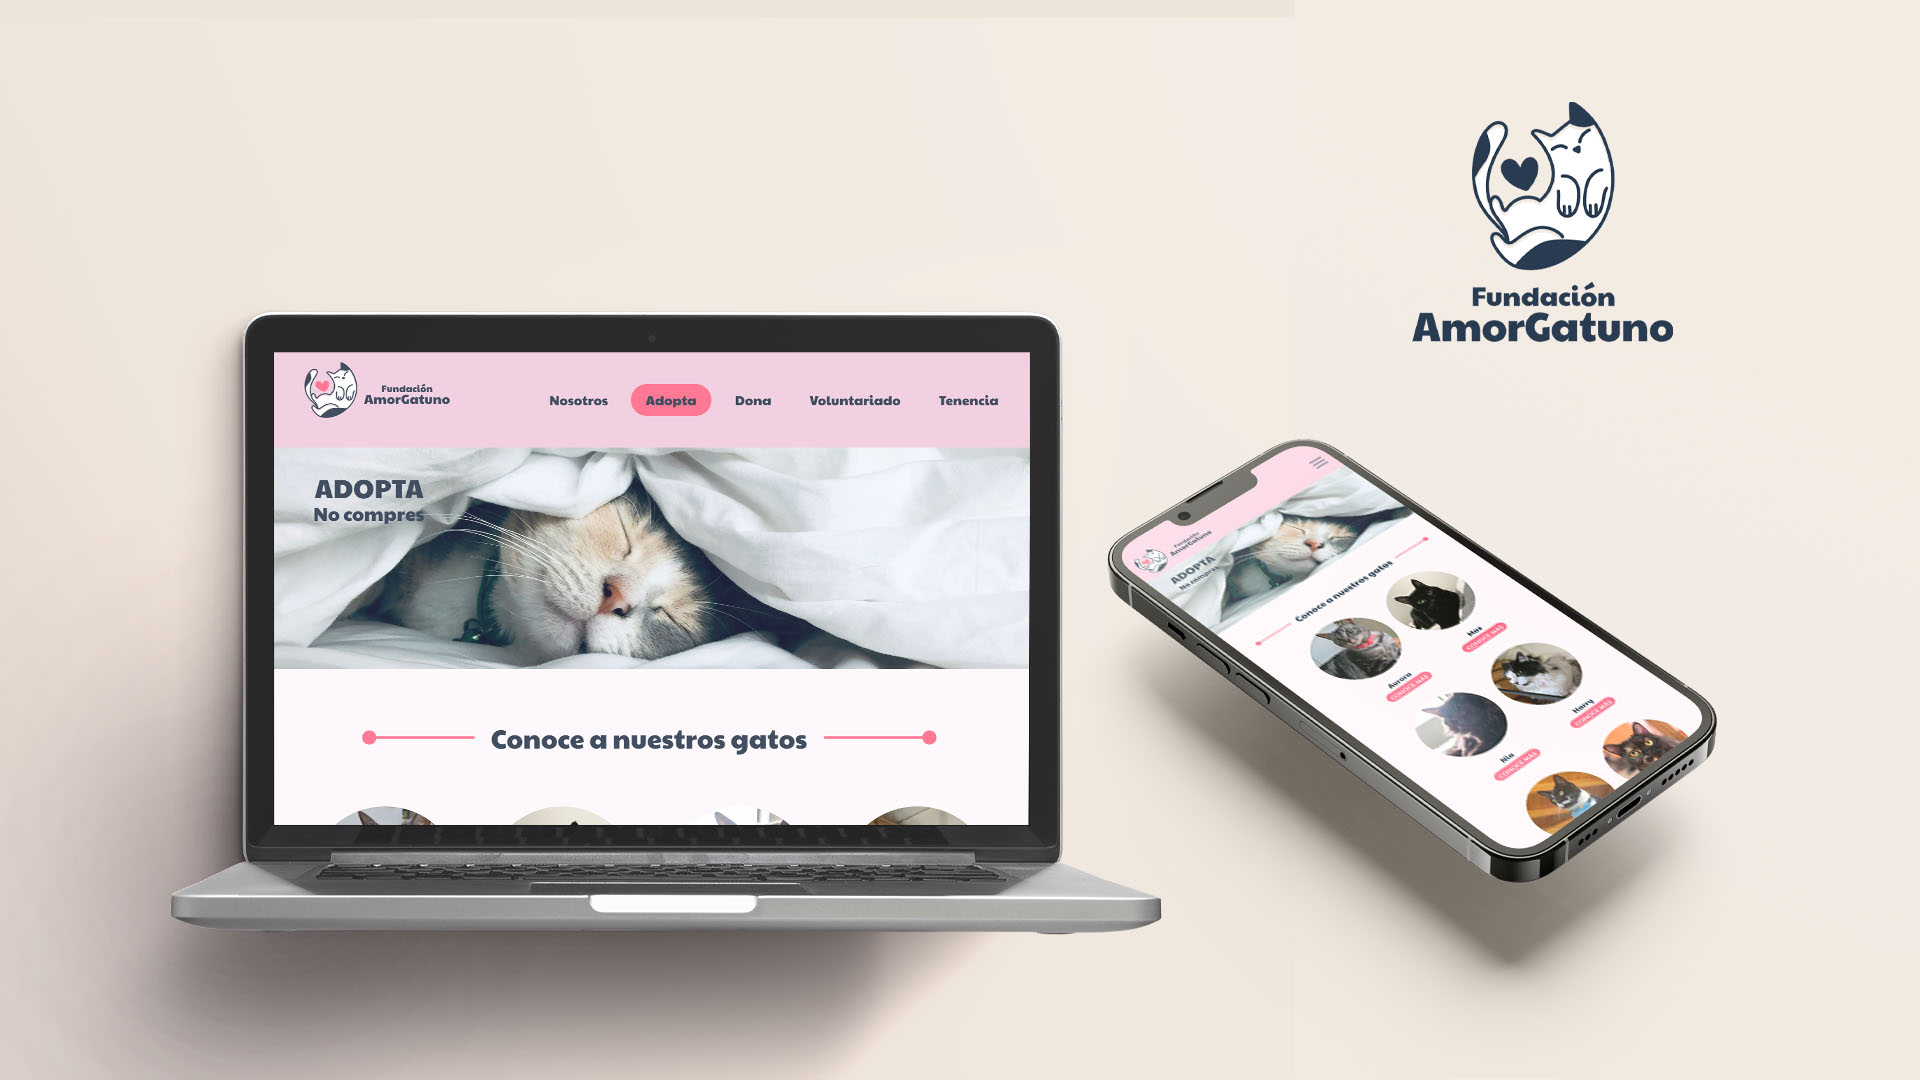 Fundación
AmorGatuno
Fundación
AmorGatuno
Nosotros
Adopta
Dona
Voluntariado
Tenencia
ADOPTA
No compres
Conoce a nuestros gatos
Fundación
AmorGatuno
ADOPTA
No compres
Conoce a nuestros gatos
Aurora
CONOCE MÁS
Max
CONOCE MÁS
Nia
CONOCE MÁS
Harry
CONOCE MÁS